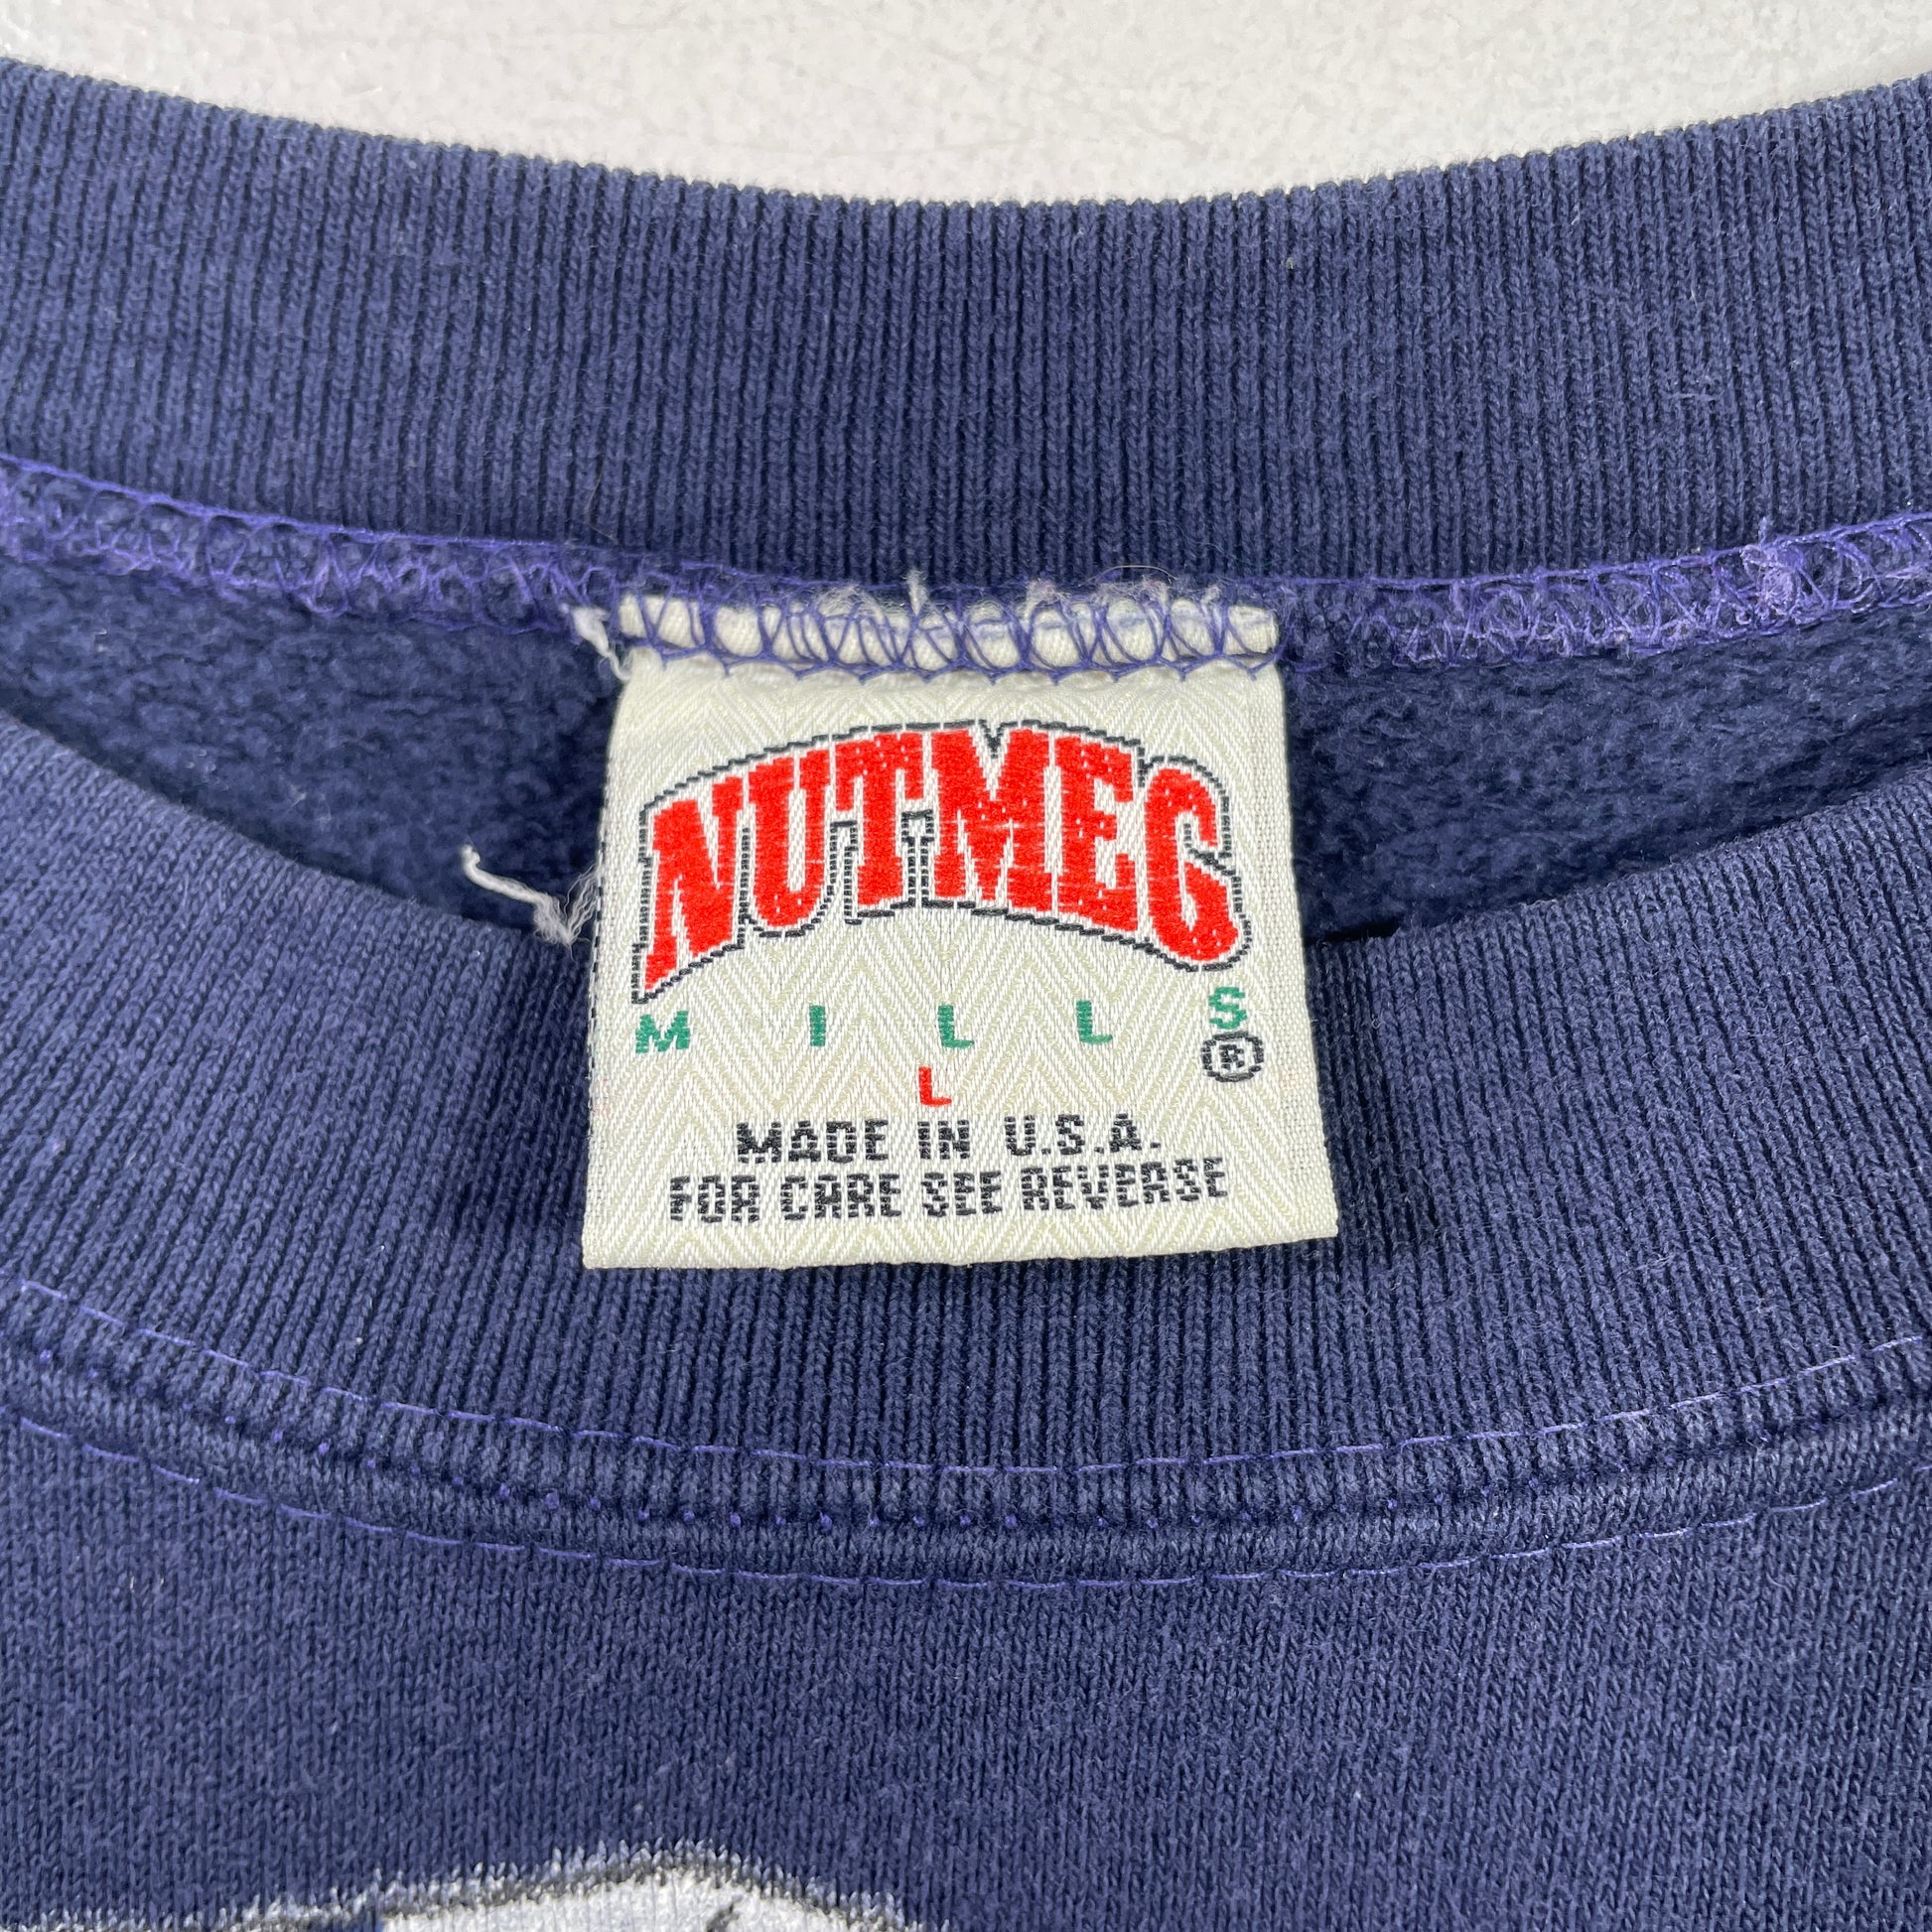 NUTMEG
MILLS
®
L
MADE IN U.S.A.
FOR CARE SEE REVERSE